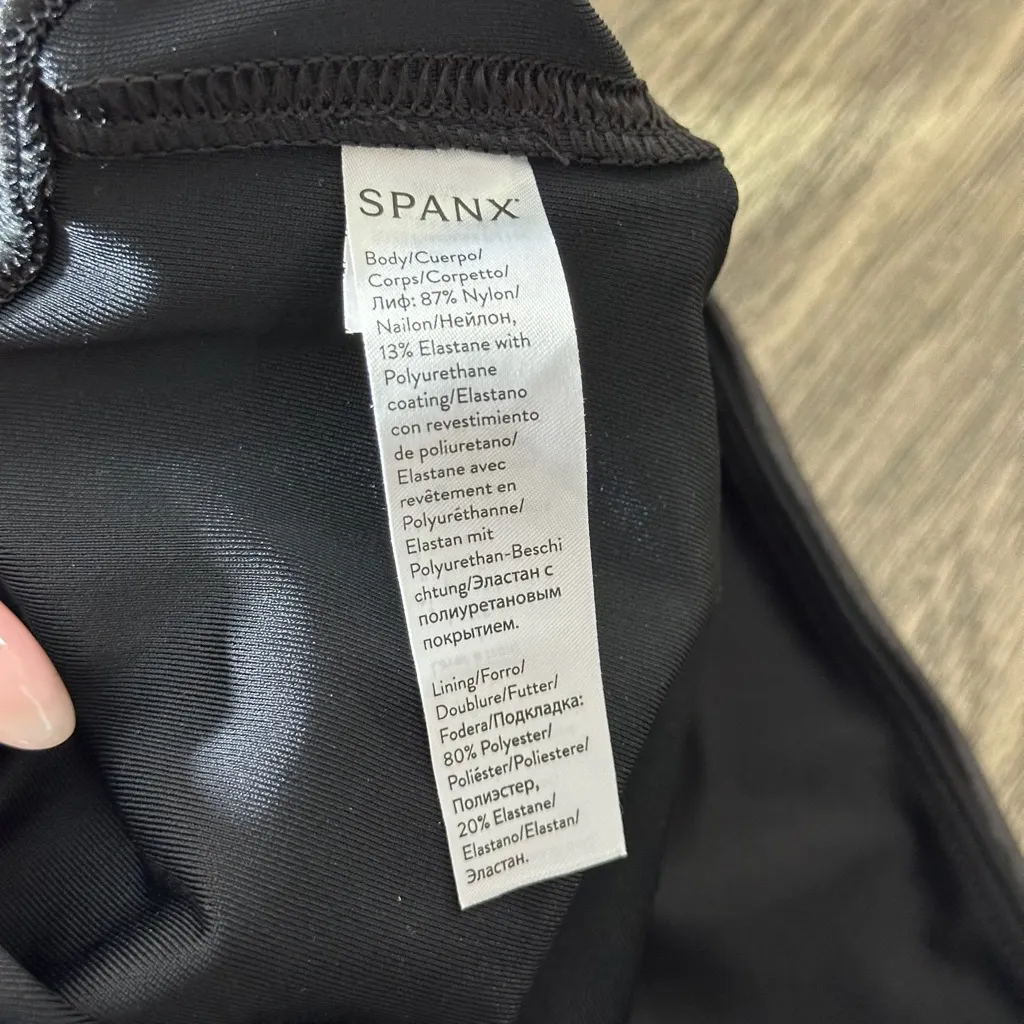 SPANX
Body/Cuerpo/
Corps/Corpetto/
Лиф: 87% Nylon/
Nailon/Нейлон,
13% Elastane with
Polyurethane
coating/Elastano
con revestimiento
de poliuretano/
Elastane avec
revêtement en
Polyuréthanne/
Elastan mit
Polyurethan-Beschi
chtung/Эластан с
полиуретановым
покрытием.
Lining/Forro/
Doublure/Futter/
Fodera/Подкладка:
80% Polyester/
Poliéster/Poliestere/
Полиэстер,
20% Elastane/
Elastano/Elastan/
Эластан.